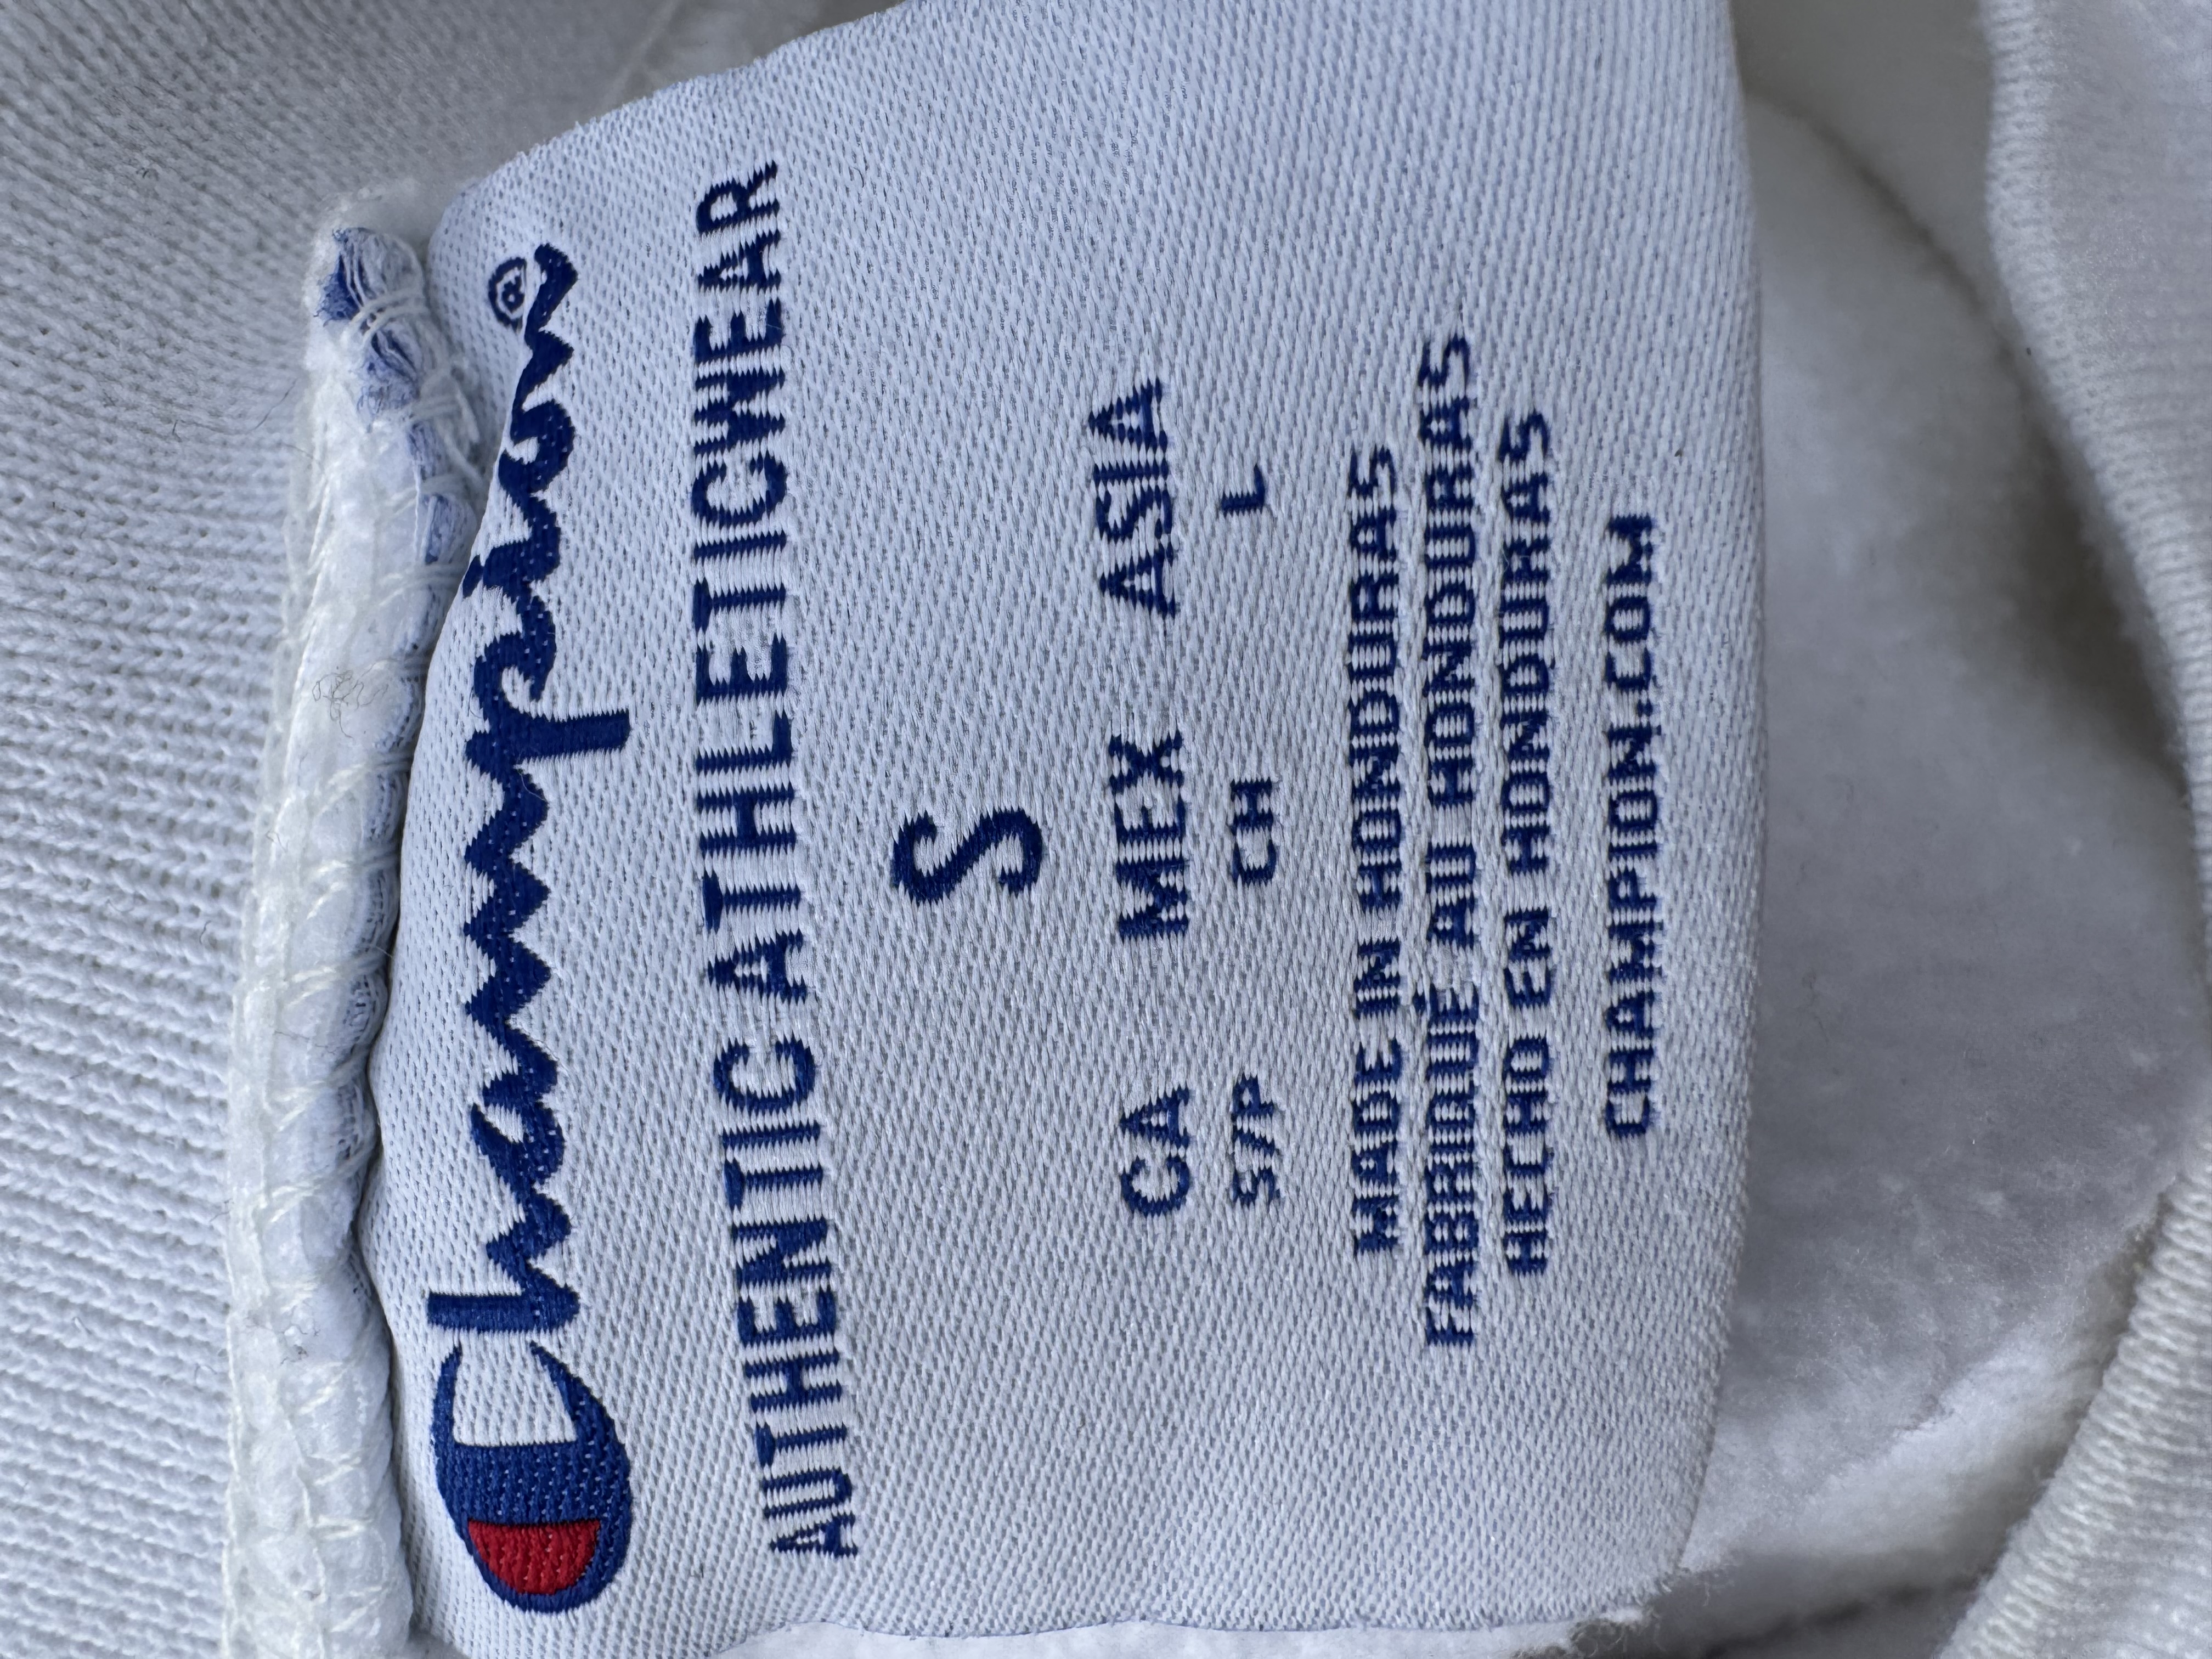 Champion®
AUTHENTIC ATHLETICWEAR
S
CA MEX ASIA
S/P CH L
MADE IN HONDURAS
FABRIQUÉ AU HONDURAS
HECHO EN HONDURAS
CHAMPION.COM